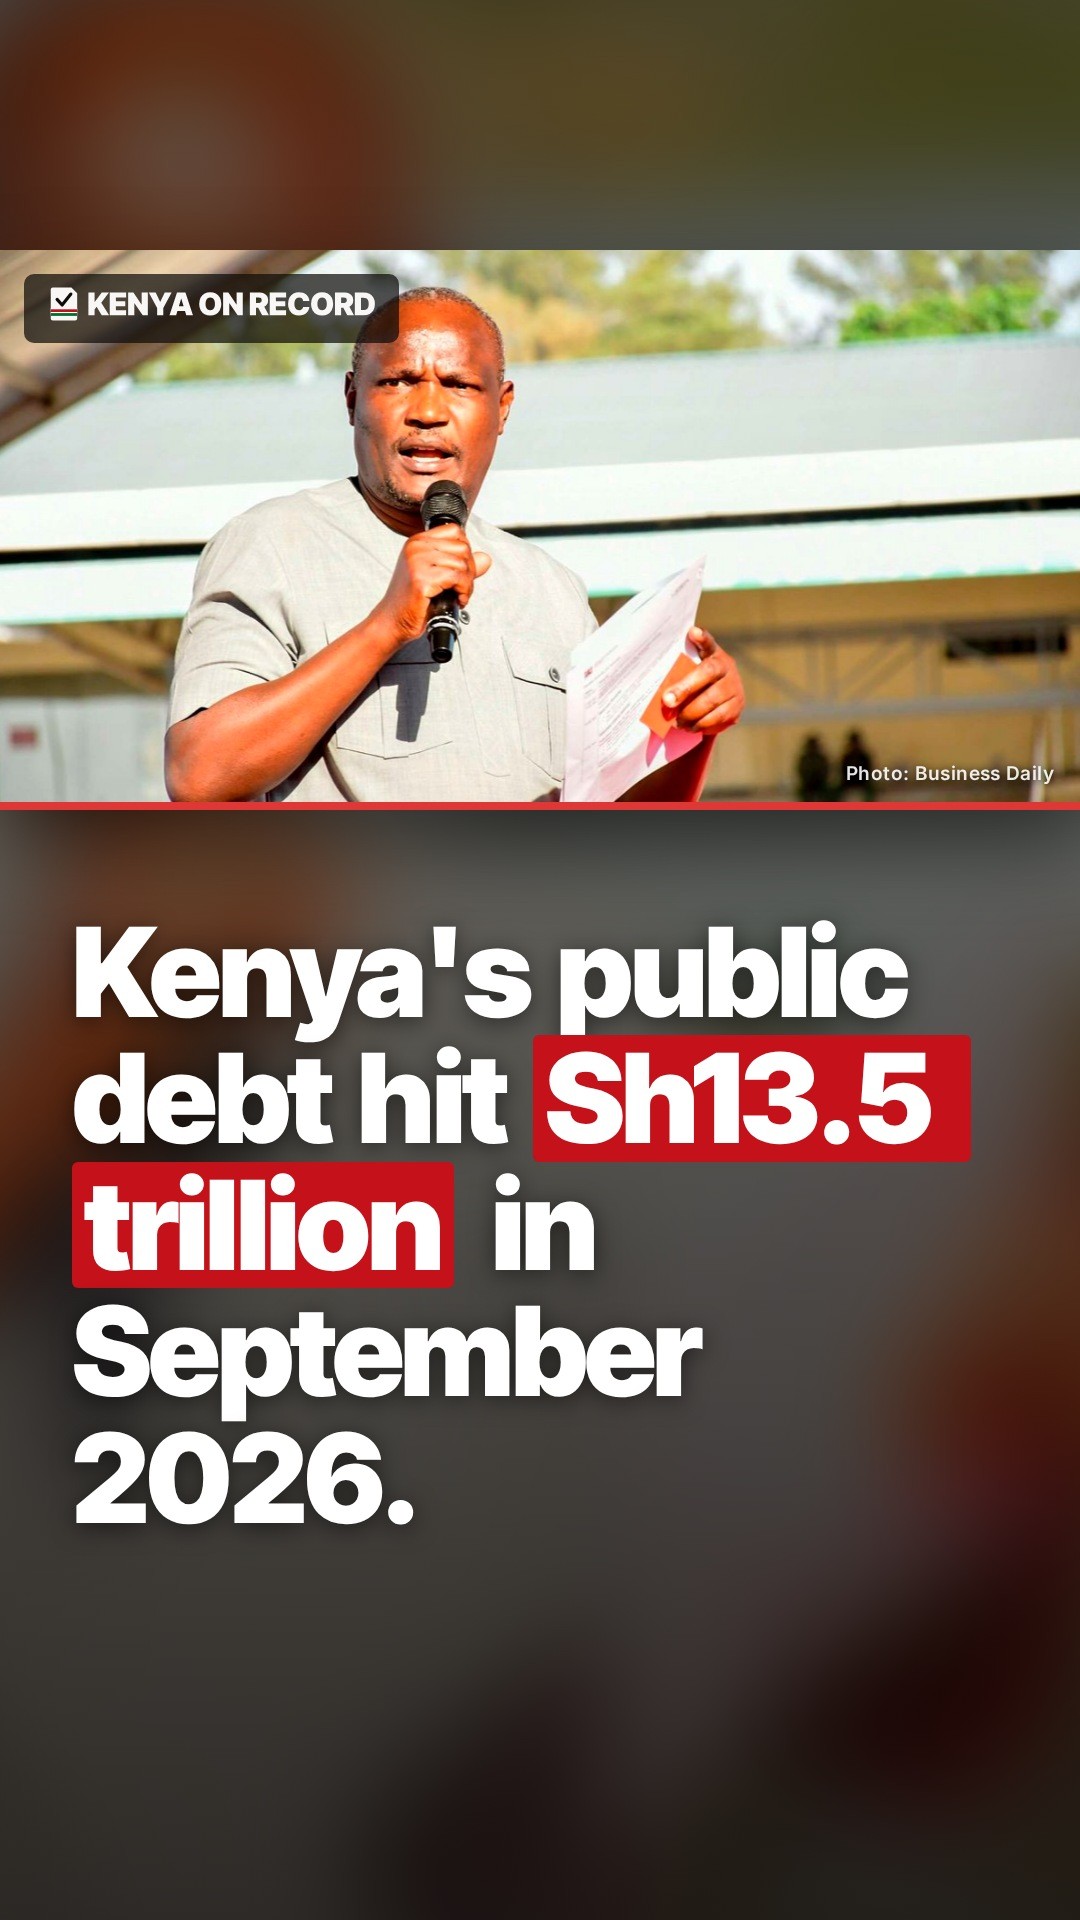 KENYA ON RECORD
Photo: Business Daily
Kenya's public
debt hit Sh13.5
trillion in
September
2026.